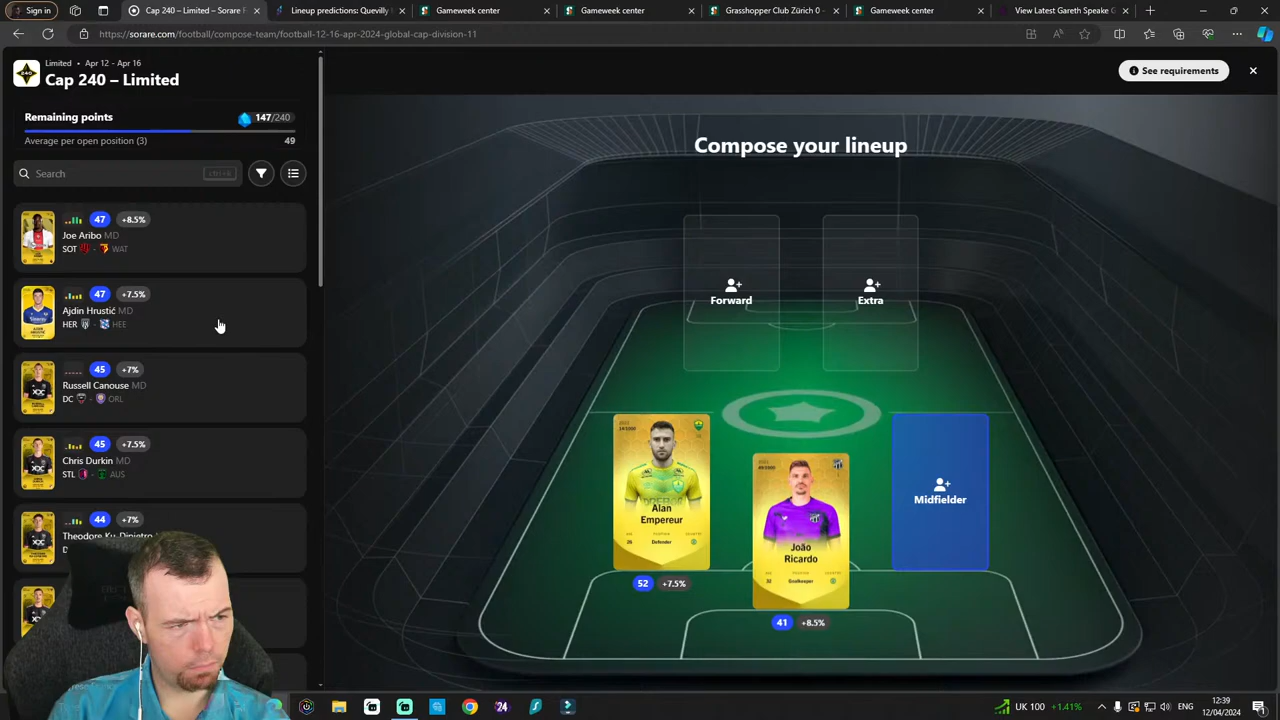 Sign in
Cap 240 – Limited • Sorare F
Lineup predictions: Quevilly
Gameweek center
Gameweek center
Grasshopper Club Zürich 0 -
Gameweek center
View Latest Gareth Speake G
https://sorare.com/football/compose-team/football-12-16-apr-2024-global-cap-division-11
Limited • Apr 12 - Apr 16
Cap 240 – Limited
See requirements
Remaining points
147/240
Average per open position (3)
49
Search
ctrl+K
47 +8.5%
Joe Aribo MD
SOT - WAT
47 +7.5%
Ajdin Hrustić MD
HER - HEE
45 +7%
Russell Canouse MD
DC - ORL
45 +7.5%
Chris Durkin MD
STL - AUS
44 +7%
Theodore Ku-Dipietro
Compose your lineup
Forward
Extra
Midfielder
Alan
Empereur
Defender
52 +7.5%
João
Ricardo
Goalkeeper
41 +8.5%
UK 100 +1.41%
ENG
12:39
12/04/2024